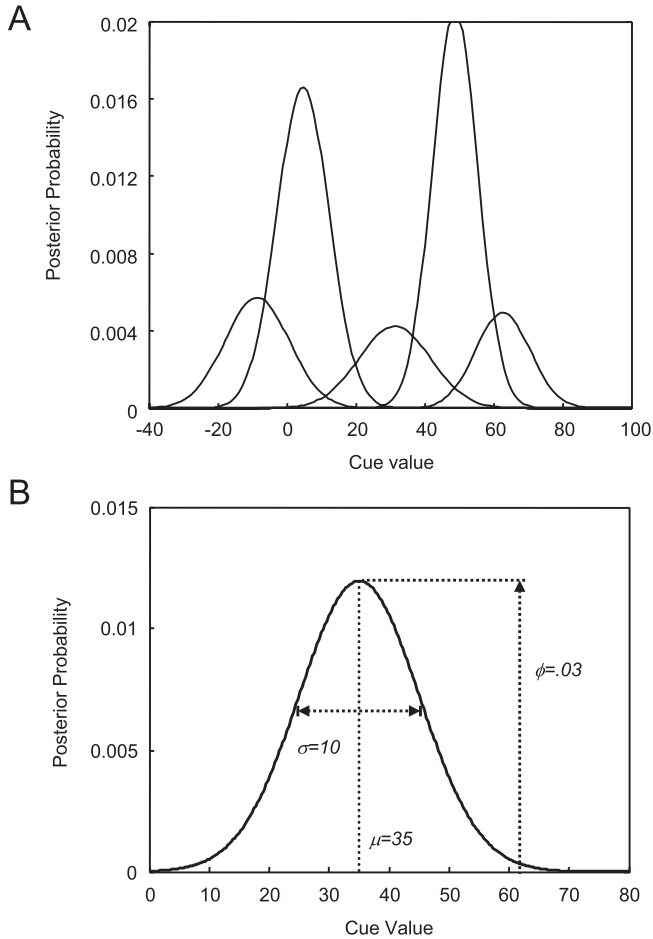 A
0.02
0.016
0.012
0.008
0.004
0
Posterior Probability
-40 -20 0 20 40 60 80 100
Cue value
B
0.015
0.01
0.005
0
Posterior Probability
ϕ=.03
σ=10
μ=35
0 10 20 30 40 50 60 70 80
Cue Value